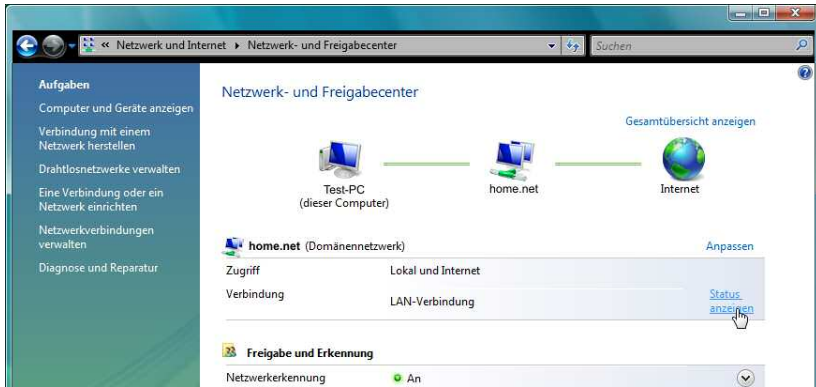 « Netzwerk und Internet ▸ Netzwerk- und Freigabecenter
Suchen
Aufgaben
Computer und Geräte anzeigen
Verbindung mit einem
Netzwerk herstellen
Drahtlosnetzwerke verwalten
Eine Verbindung oder ein
Netzwerk einrichten
Netzwerkverbindungen
verwalten
Diagnose und Reparatur
Netzwerk- und Freigabecenter
Gesamtübersicht anzeigen
Test-PC
(dieser Computer)
home.net
Internet
home.net (Domänennetzwerk)
Anpassen
Zugriff
Lokal und Internet
Verbindung
LAN-Verbindung
Status
anzeigen
Freigabe und Erkennung
Netzwerkerkennung
An